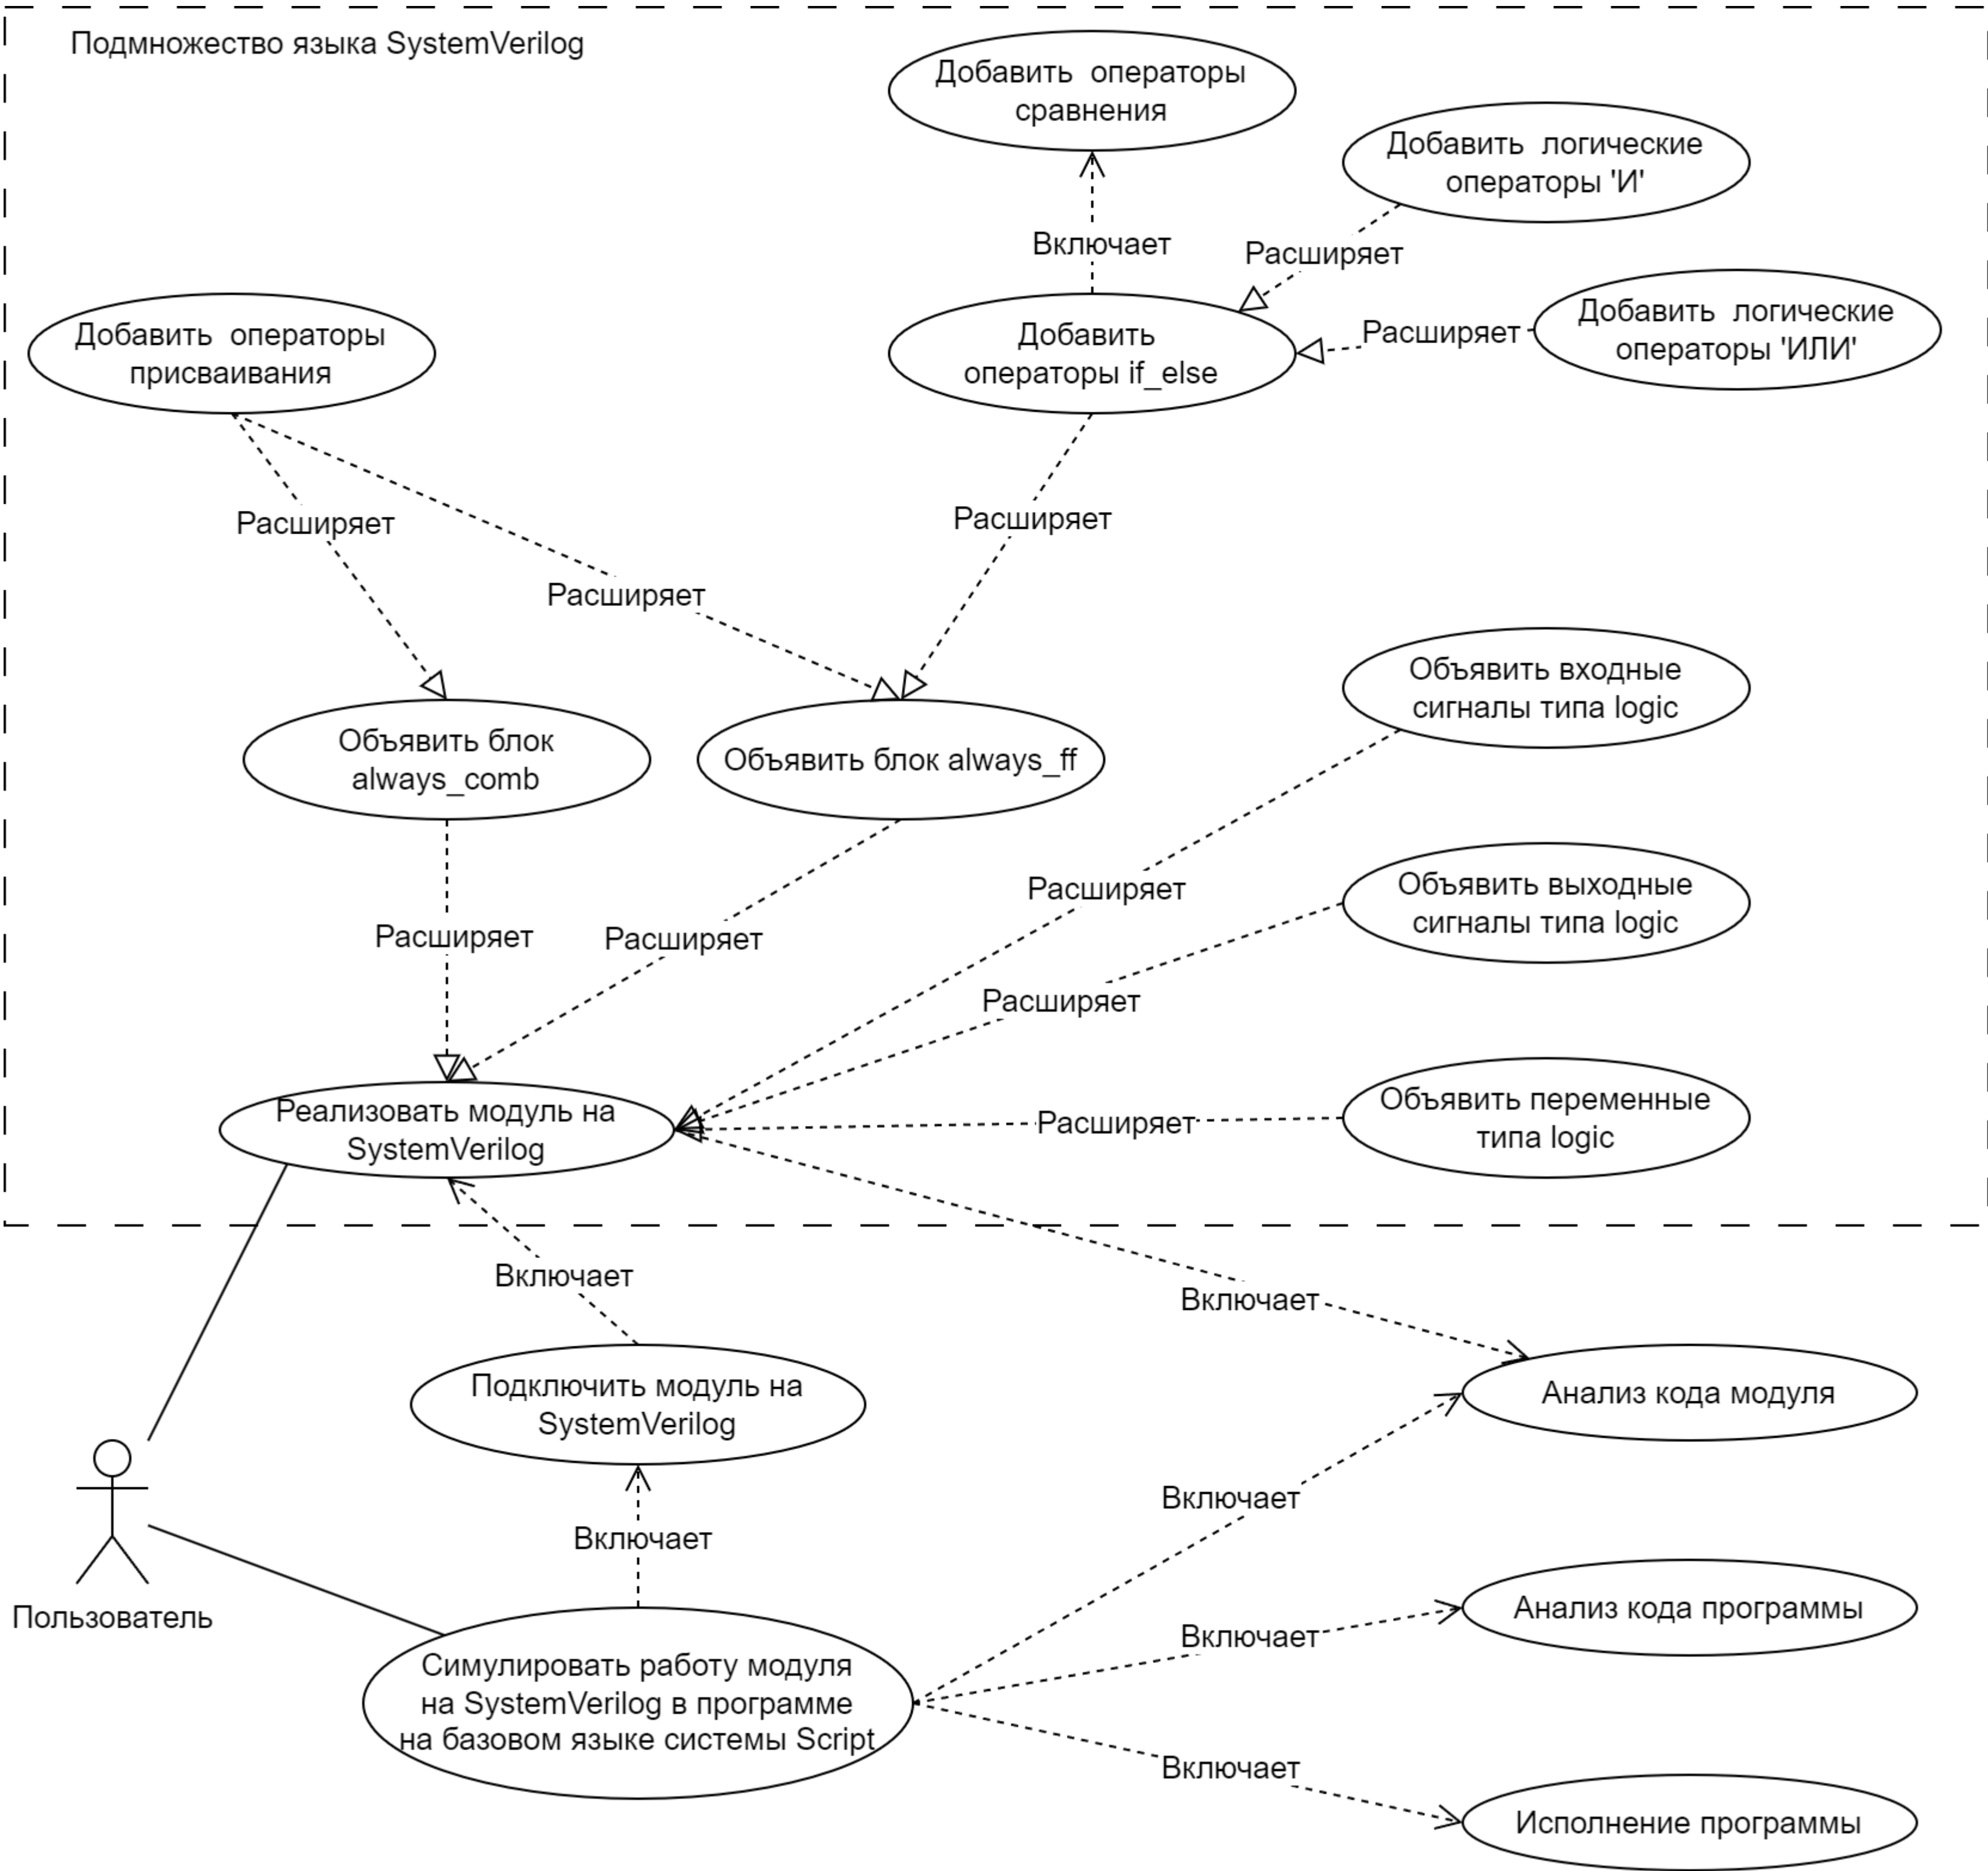 Подмножество языка SystemVerilog
Добавить операторы
сравнения
Добавить логические
операторы 'И'
Включает
Расширяет
Добавить операторы
присваивания
Добавить
операторы if_else
Расширяет
Добавить логические
операторы 'ИЛИ'
Расширяет
Расширяет
Расширяет
Объявить блок
always_comb
Объявить блок always_ff
Объявить входные
сигналы типа logic
Расширяет
Объявить выходные
сигналы типа logic
Расширяет
Расширяет
Расширяет
Реализовать модуль на
SystemVerilog
Расширяет
Объявить переменные
типа logic
Включает
Включает
Подключить модуль на
SystemVerilog
Анализ кода модуля
Включает
Включает
Пользователь
Включает
Анализ кода программы
Симулировать работу модуля
на SystemVerilog в программе
на базовом языке системы Script
Включает
Исполнение программы